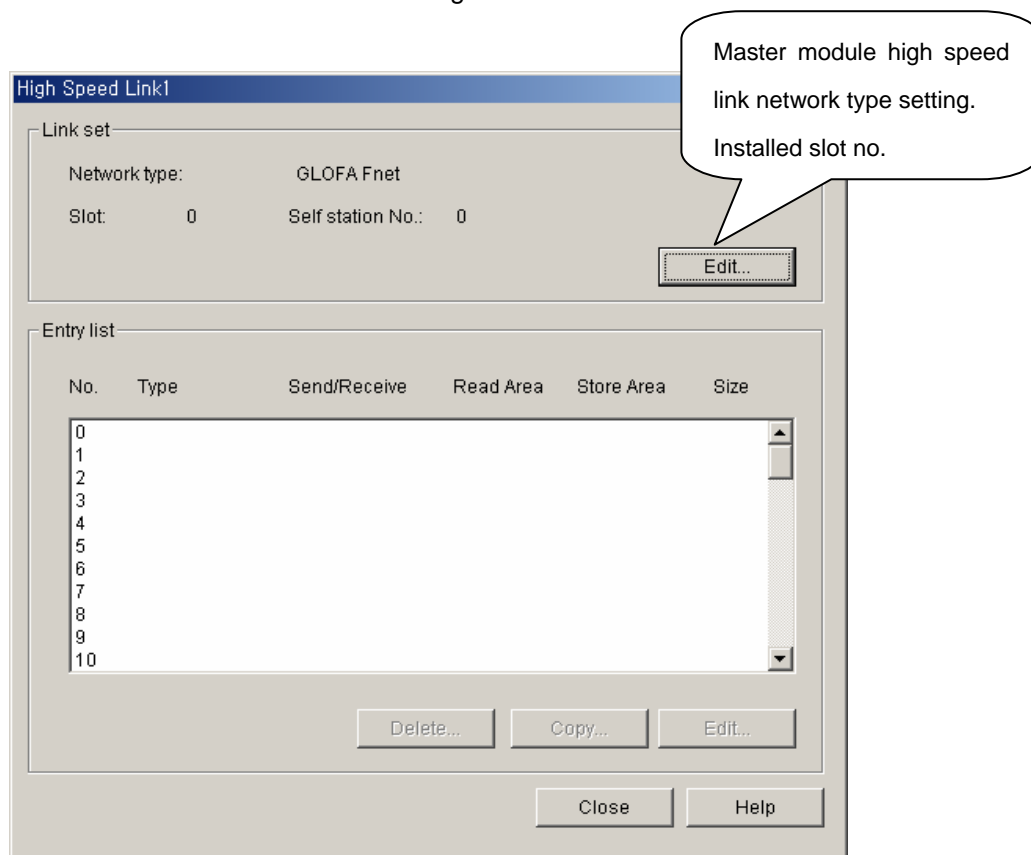 Master module high speed
link network type setting.
Installed slot no.
High Speed Link1
Link set
Network type: GLOFA Fnet
Slot: 0 Self station No.: 0
Edit...
Entry list
No. Type Send/Receive Read Area Store Area Size
0
1
2
3
4
5
6
7
8
9
10
Delete... Copy... Edit...
Close Help